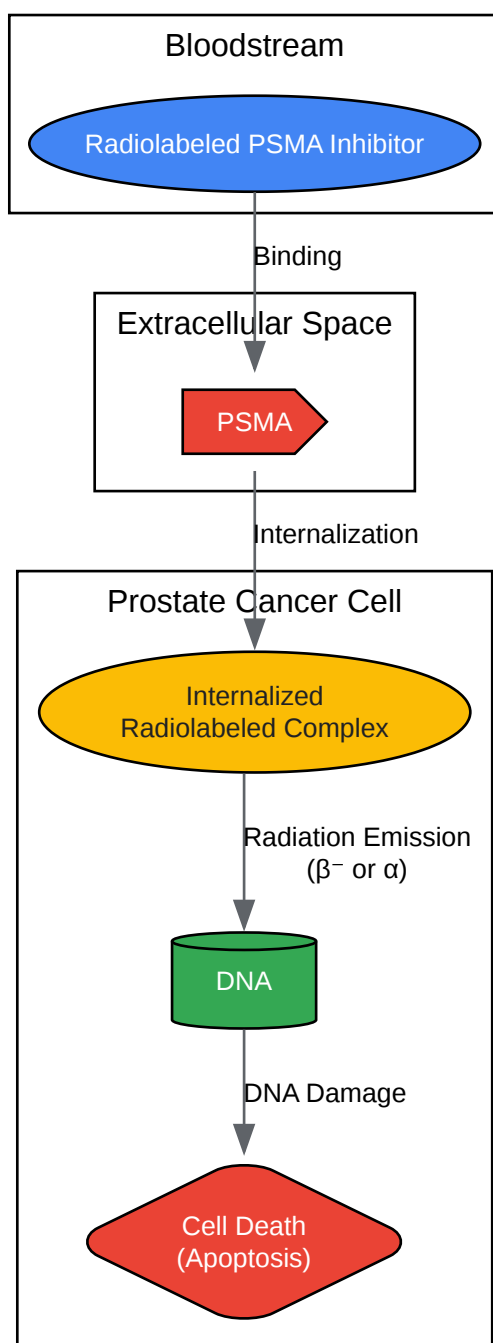 Bloodstream
Radiolabeled PSMA Inhibitor
Binding
Extracellular Space
PSMA
Internalization
Prostate Cancer Cell
Internalized
Radiolabeled Complex
Radiation Emission
(β⁻ or α)
DNA
DNA Damage
Cell Death
(Apoptosis)